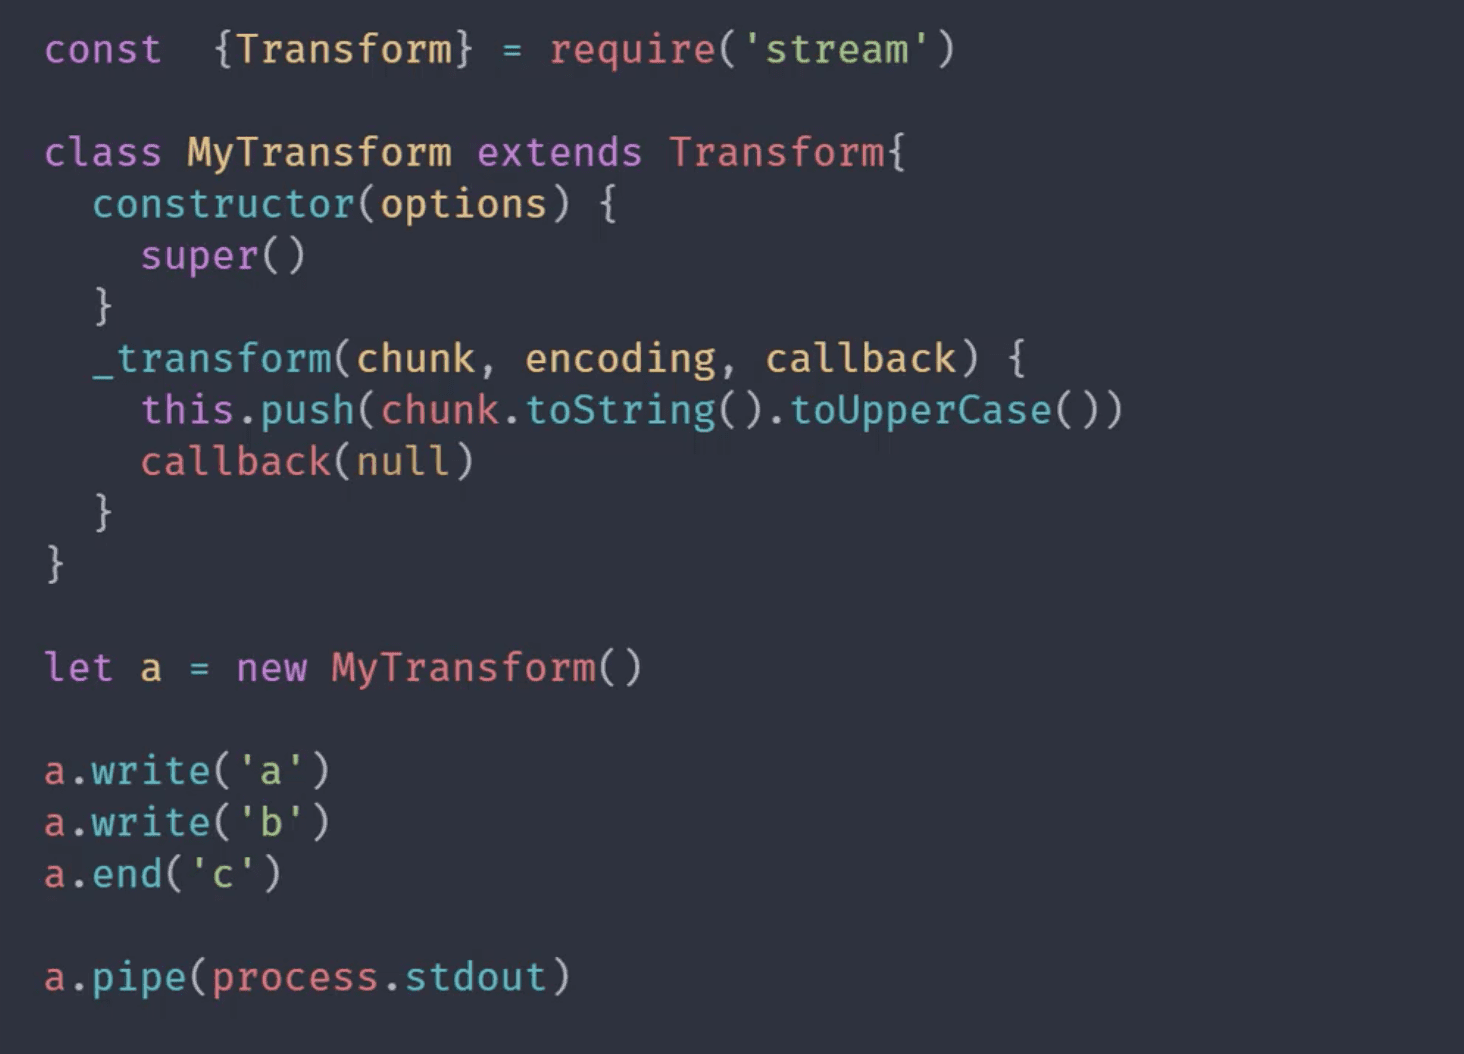 const  {Transform} = require('stream')
class MyTransform extends Transform{
  constructor(options) {
    super()
  }
  _transform(chunk, encoding, callback) {
    this.push(chunk.toString().toUpperCase())
    callback(null)
  }
}
let a = new MyTransform()
a.write('a')
a.write('b')
a.end('c')
a.pipe(process.stdout)